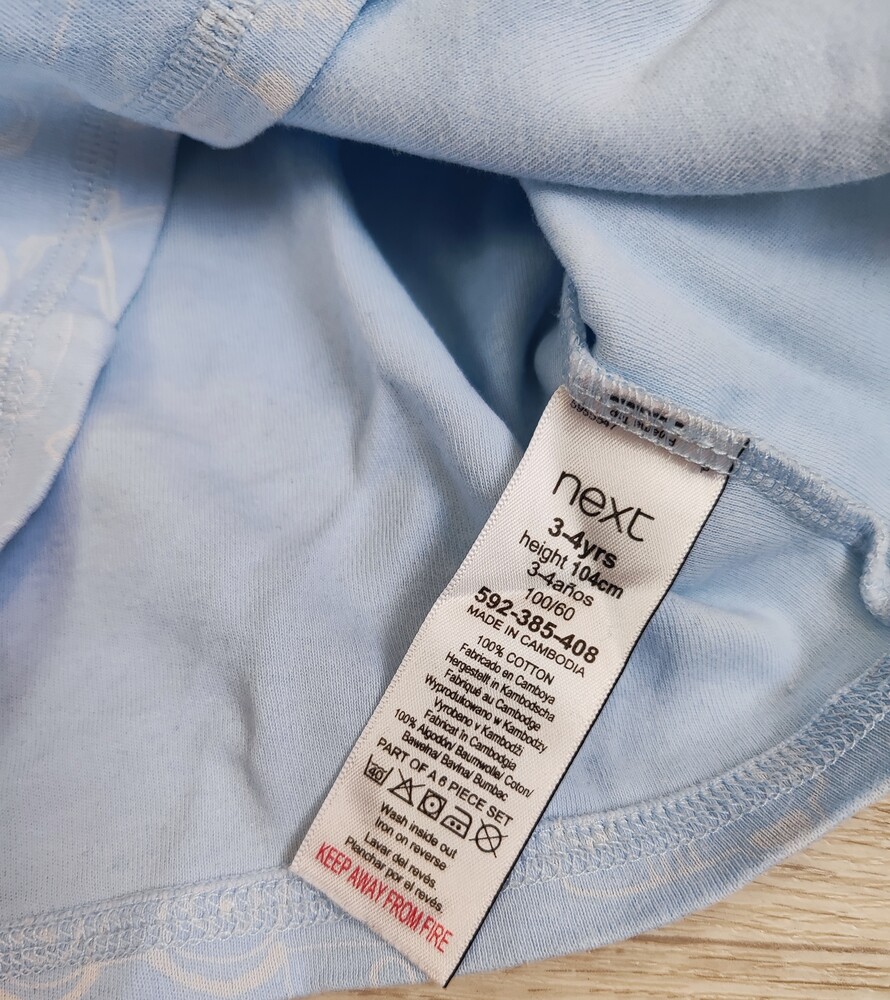 next
3-4yrs
height 104cm
3-4años
100/60
592-385-408
MADE IN CAMBODIA
100% COTTON
Fabricado en Camboya
Hergestellt in Kambodscha
Fabriqué au Cambodge
Wyprodukowano w Kambodży
Vyrobeno v Kambodži
Fabricat în Cambodgia
100% Algodón/ Baumwolle/ Coton/
Bawełna/ Bavlna/ Bumbac
PART OF A 6 PIECE SET
40
Wash inside out
Iron on reverse
Lavar del revés.
Planchar por el revés.
KEEP AWAY FROM FIRE